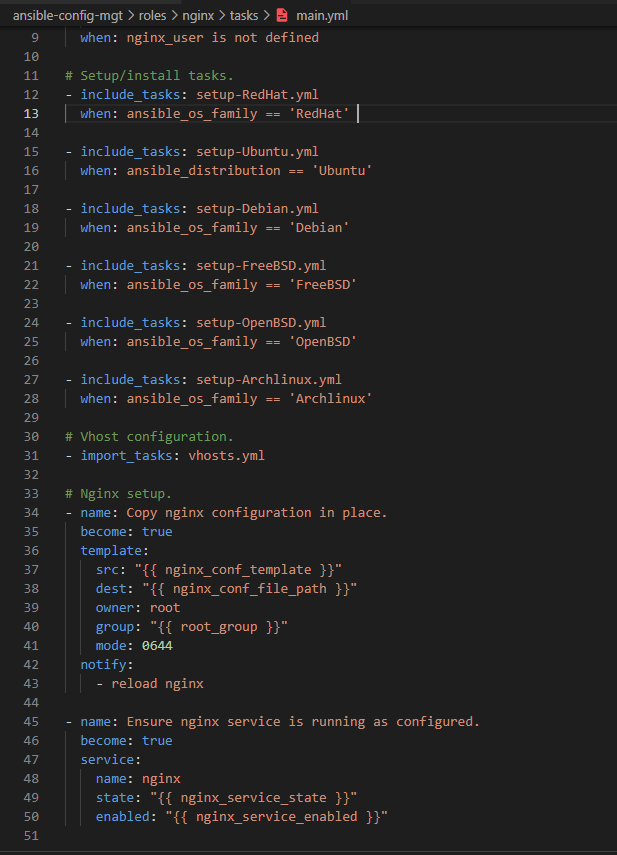 ansible-config-mgt > roles > nginx > tasks > main.yml
9 when: nginx_user is not defined
10
11 # Setup/install tasks.
12 - include_tasks: setup-RedHat.yml
13 when: ansible_os_family == 'RedHat'
14
15 - include_tasks: setup-Ubuntu.yml
16 when: ansible_distribution == 'Ubuntu'
17
18 - include_tasks: setup-Debian.yml
19 when: ansible_os_family == 'Debian'
20
21 - include_tasks: setup-FreeBSD.yml
22 when: ansible_os_family == 'FreeBSD'
23
24 - include_tasks: setup-OpenBSD.yml
25 when: ansible_os_family == 'OpenBSD'
26
27 - include_tasks: setup-Archlinux.yml
28 when: ansible_os_family == 'Archlinux'
29
30 # Vhost configuration.
31 - import_tasks: vhosts.yml
32
33 # Nginx setup.
34 - name: Copy nginx configuration in place.
35 become: true
36 template:
37 src: "{{ nginx_conf_template }}"
38 dest: "{{ nginx_conf_file_path }}"
39 owner: root
40 group: "{{ root_group }}"
41 mode: 0644
42 notify:
43 - reload nginx
44
45 - name: Ensure nginx service is running as configured.
46 become: true
47 service:
48 name: nginx
49 state: "{{ nginx_service_state }}"
50 enabled: "{{ nginx_service_enabled }}"
51